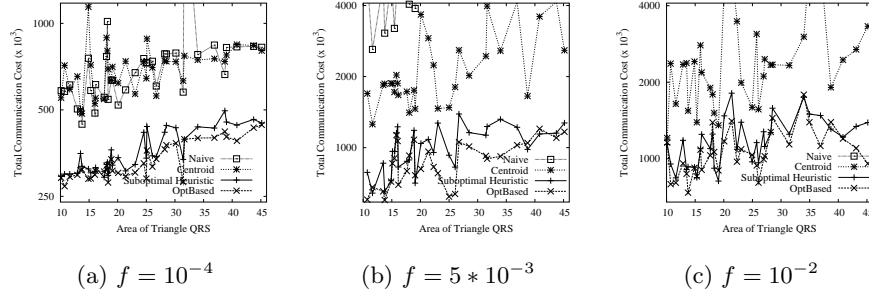 Total Communication Cost (x 10³)
1000
500
250
10 15 20 25 30 35 40 45
Area of Triangle QRS
Naive
Centroid
Suboptimal Heuristic
OptBased
(a) f = 10⁻⁴
Total Communication Cost (x 10³)
4000
2000
1000
10 15 20 25 30 35 40 45
Area of Triangle QRS
Naive
Centroid
Suboptimal Heuristic
OptBased
(b) f = 5 * 10⁻³
Total Communication Cost (x 10³)
4000
2000
1000
10 15 20 25 30 35 40 45
Area of Triangle QRS
Naive
Centroid
Suboptimal Heuristic
OptBased
(c) f = 10⁻²